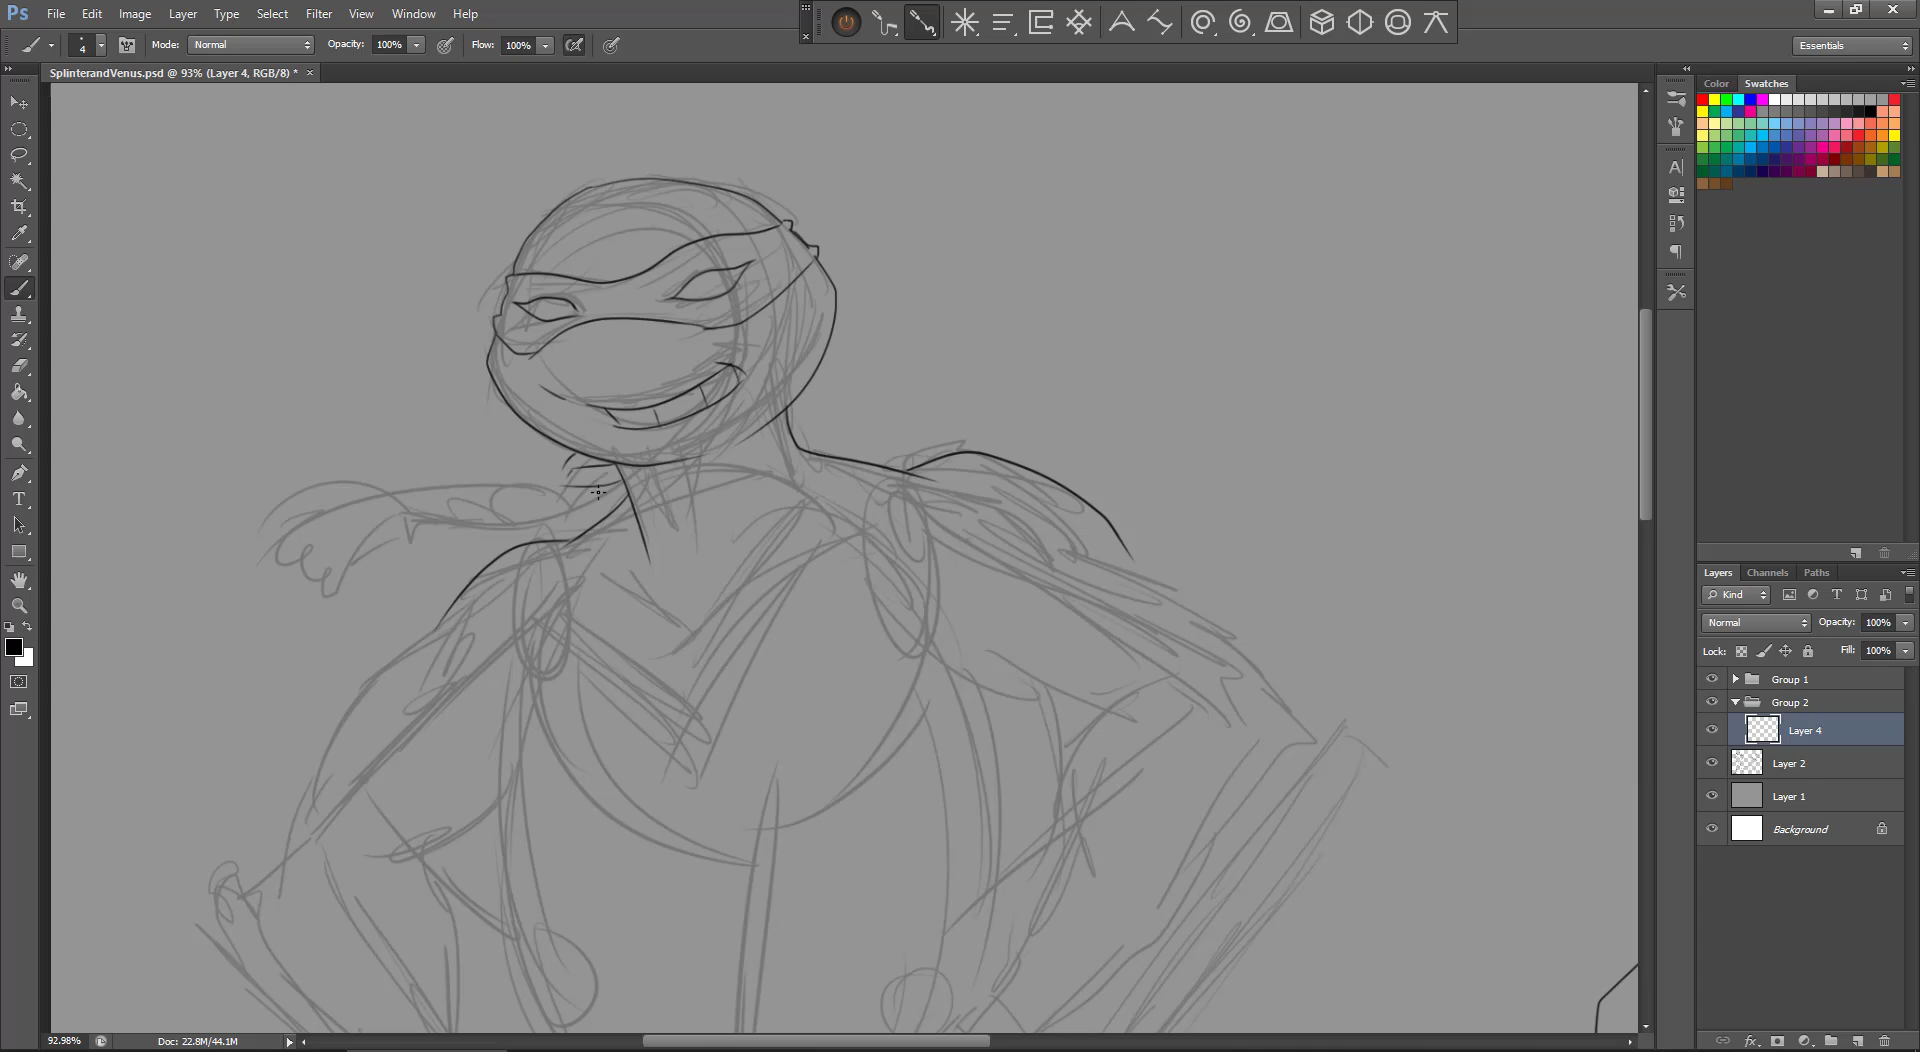 Ps File Edit Image Layer Type Select Filter View Window Help
4 Mode: Normal Opacity: 100% Flow: 100% Essentials
SplinterandVenus.psd @ 93% (Layer 4, RGB/8) * ×
Color Swatches
Layers Channels Paths
Kind
Normal Opacity: 100%
Lock: Fill: 100%
Group 1
Group 2
Layer 4
Layer 2
Layer 1
Background
92.98% Doc: 22.8M/44.1M